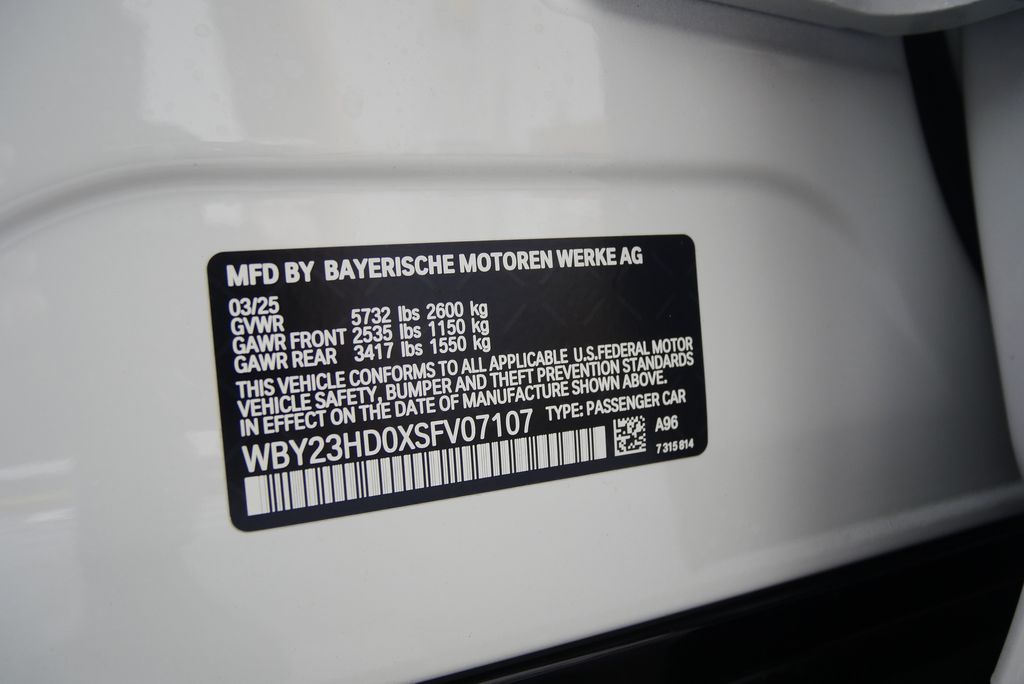 MFD BY BAYERISCHE MOTOREN WERKE AG
03/25
GVWR 5732 lbs 2600 kg
GAWR FRONT 2535 lbs 1150 kg
GAWR REAR 3417 lbs 1550 kg
THIS VEHICLE CONFORMS TO ALL APPLICABLE U.S.FEDERAL MOTOR
VEHICLE SAFETY, BUMPER AND THEFT PREVENTION STANDARDS
IN EFFECT ON THE DATE OF MANUFACTURE SHOWN ABOVE.
WBY23HD0XSFV07107 TYPE: PASSENGER CAR
A96
7 315 814